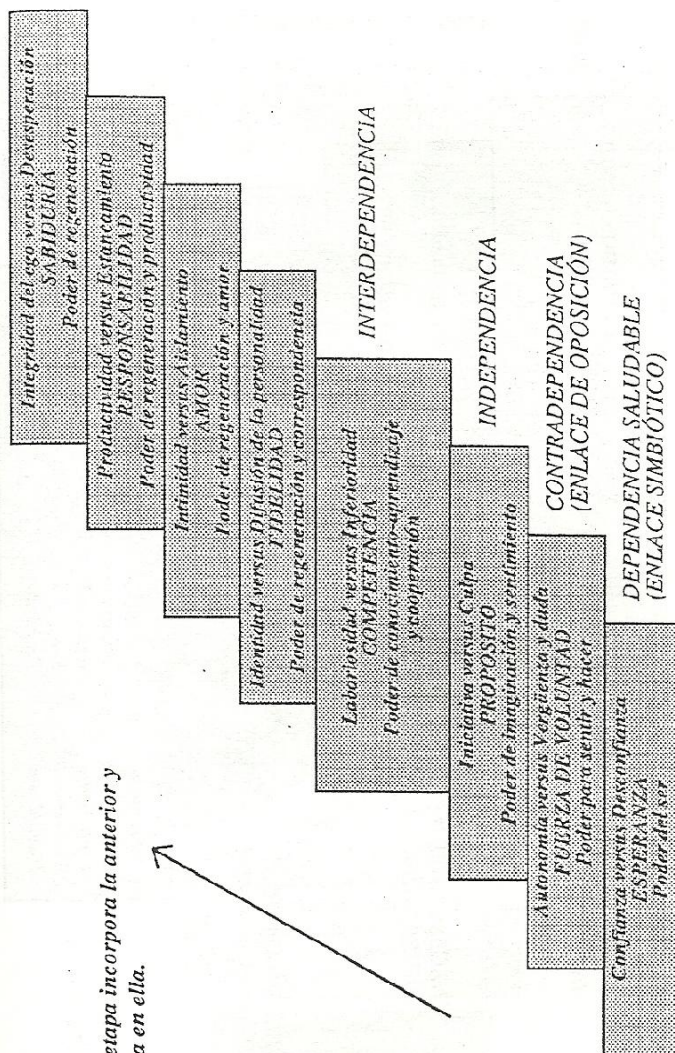 Integridad del ego versus Desesperación
SABIDURÍA
Poder de regeneración
Productividad versus Estancamiento
RESPONSABILIDAD
Poder de regeneración y productividad
Intimidad versus Aislamiento
AMOR
Poder de regeneración y amor
Identidad versus Difusión de la personalidad
FIDELIDAD
Poder de regeneración y correspondencia
Laboriosidad versus Inferioridad
COMPETENCIA
Poder de conocimiento-aprendizaje
y cooperación
INTERDEPENDENCIA
Iniciativa versus Culpa
PROPOSITO
Poder de imaginación y sentimiento
INDEPENDENCIA
Autonomía versus Vergüenza y duda
FUERZA DE VOLUNTAD
Poder para sentir y hacer
CONTRADEPENDENCIA
(ENLACE DE OPOSICIÓN)
Confianza versus Desconfianza
ESPERANZA
Poder del ser
DEPENDENCIA SALUDABLE
(ENLACE SIMBIÓTICO)
etapa incorpora la anterior y
a en ella.